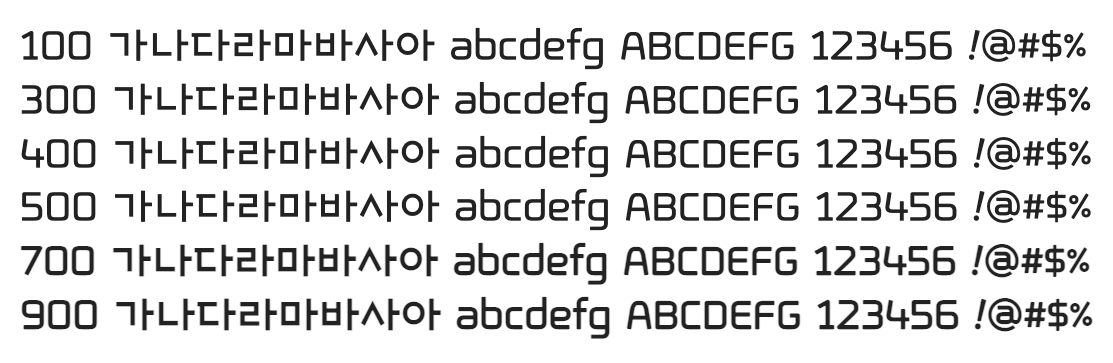 100 가나다라마바사아 abcdefg ABCDEFG 123456 !@#$%
300 가나다라마바사아 abcdefg ABCDEFG 123456 !@#$%
400 가나다라마바사아 abcdefg ABCDEFG 123456 !@#$%
500 가나다라마바사아 abcdefg ABCDEFG 123456 !@#$%
700 가나다라마바사아 abcdefg ABCDEFG 123456 !@#$%
900 가나다라마바사아 abcdefg ABCDEFG 123456 !@#$%